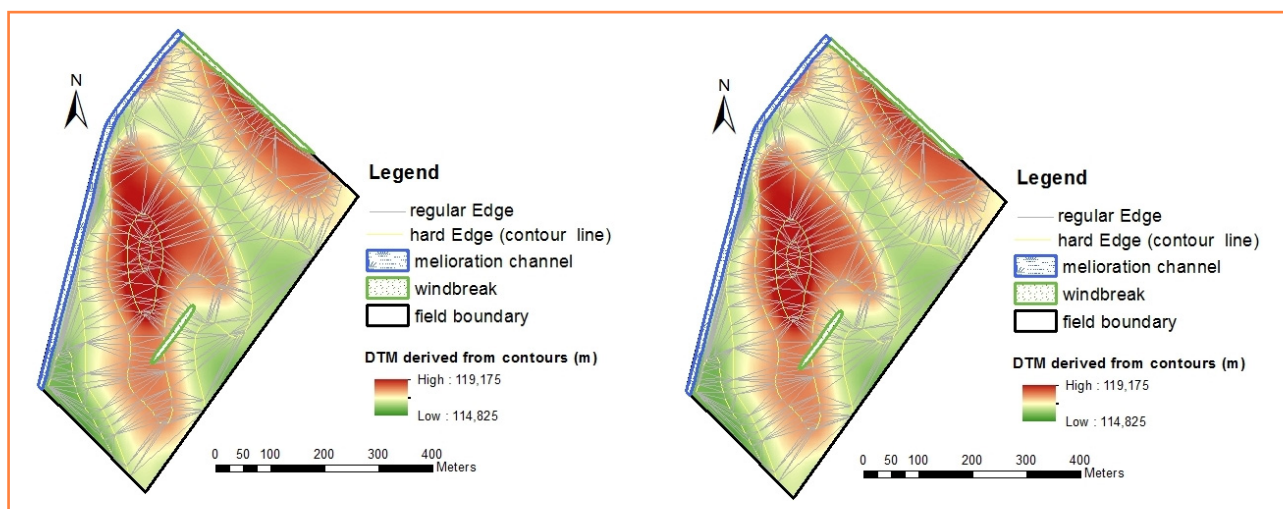 N
Legend
regular Edge
hard Edge (contour line)
melioration channel
windbreak
field boundary
DTM derived from contours (m)
High : 119,175
Low : 114,825
0 50 100 200 300 400
Meters
N
Legend
regular Edge
hard Edge (contour line)
melioration channel
windbreak
field boundary
DTM derived from contours (m)
High : 119,175
Low : 114,825
0 50 100 200 300 400
Meters